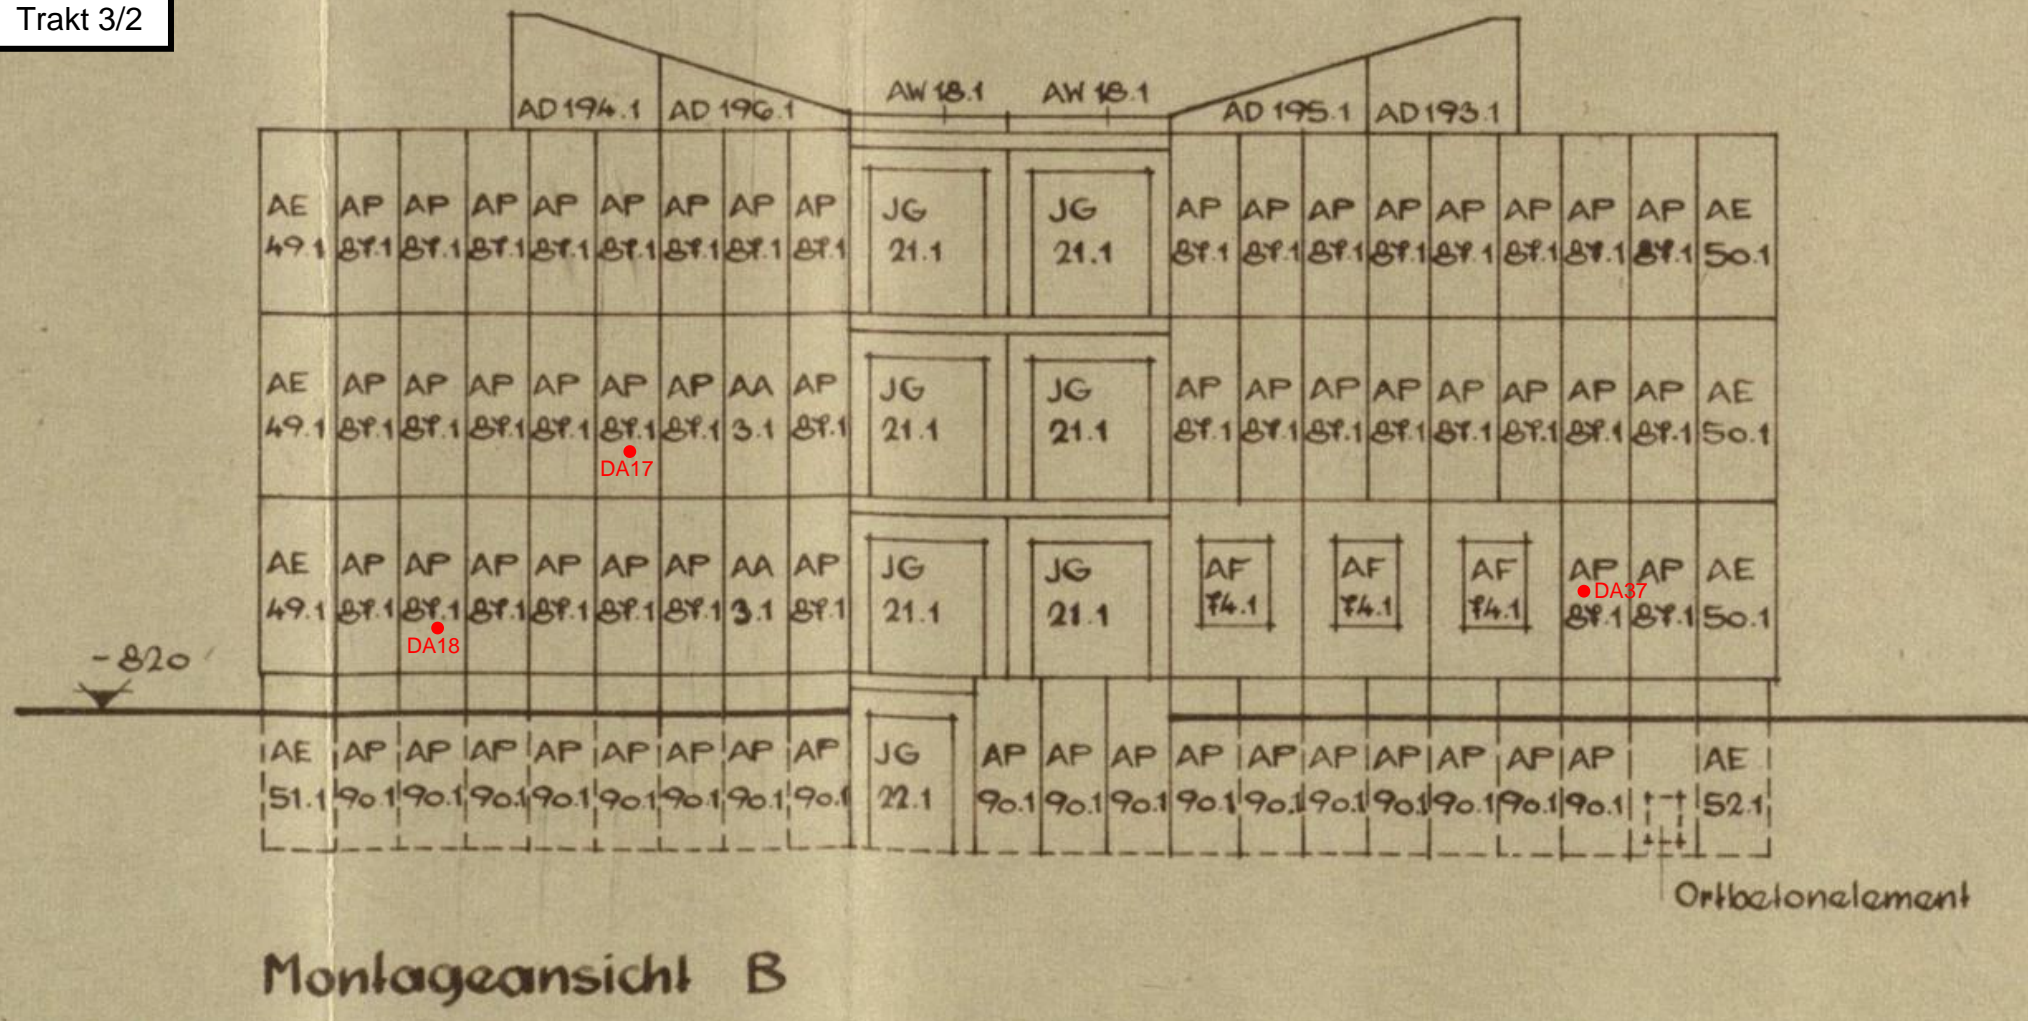 Trakt 3/2
AW 18.1 AW 18.1
AD 194.1 AD 196.1 AD 195.1 AD 193.1
AE AP AP AP AP AP AP AP AP JG JG AP AP AP AP AP AP AP AP AE
49.1 87.1 87.1 87.1 87.1 87.1 87.1 87.1 87.1 21.1 21.1 87.1 87.1 87.1 87.1 87.1 87.1 87.1 87.1 50.1
AE AP AP AP AP AP AP AA AP JG JG AP AP AP AP AP AP AP AP AE
49.1 87.1 87.1 87.1 87.1 87.1 87.1 3.1 87.1 21.1 21.1 87.1 87.1 87.1 87.1 87.1 87.1 87.1 87.1 50.1
DA17
AE AP AP AP AP AP AP AA AP JG JG AF AF AF AP AP AE
DA37
49.1 87.1 87.1 87.1 87.1 87.1 87.1 3.1 87.1 21.1 21.1 74.1 74.1 74.1 87.1 87.1 50.1
DA18
-820
AE AP AP AP AP AP AP AP AP JG AP AP AP AP AP AP AP AP AP AP AE
51.1 90.1 90.1 90.1 90.1 90.1 90.1 90.1 90.1 22.1 90.1 90.1 90.1 90.1 90.1 90.1 90.1 90.1 90.1 90.1 52.1
Ortbetonelement
Montageansicht B